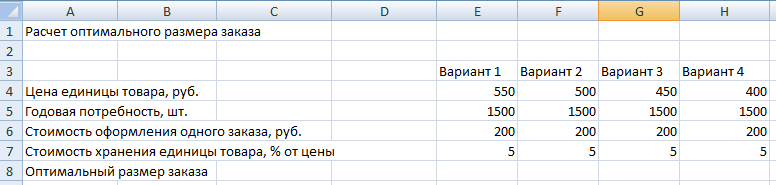 A B C D E F G H
1 Расчет оптимального размера заказа
2
3 Вариант 1 Вариант 2 Вариант 3 Вариант 4
4 Цена единицы товара, руб. 550 500 450 400
5 Годовая потребность, шт. 1500 1500 1500 1500
6 Стоимость оформления одного заказа, руб. 200 200 200 200
7 Стоимость хранения единицы товара, % от цены 5 5 5 5
8 Оптимальный размер заказа